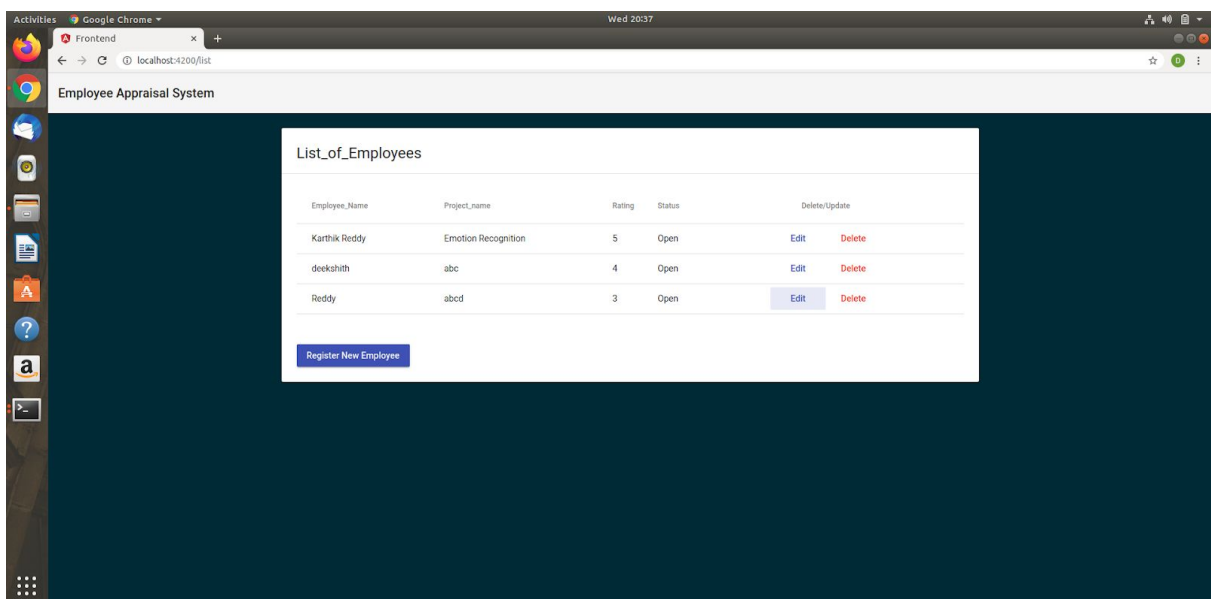 Activities Google Chrome Wed 20:37
Frontend
localhost:4200/list
D
Employee Appraisal System
List_of_Employees
Employee_Name Project_name Rating Status Delete/Update
Karthik Reddy Emotion Recognition 5 Open Edit Delete
deekshith abc 4 Open Edit Delete
Reddy abcd 3 Open Edit Delete
Register New Employee